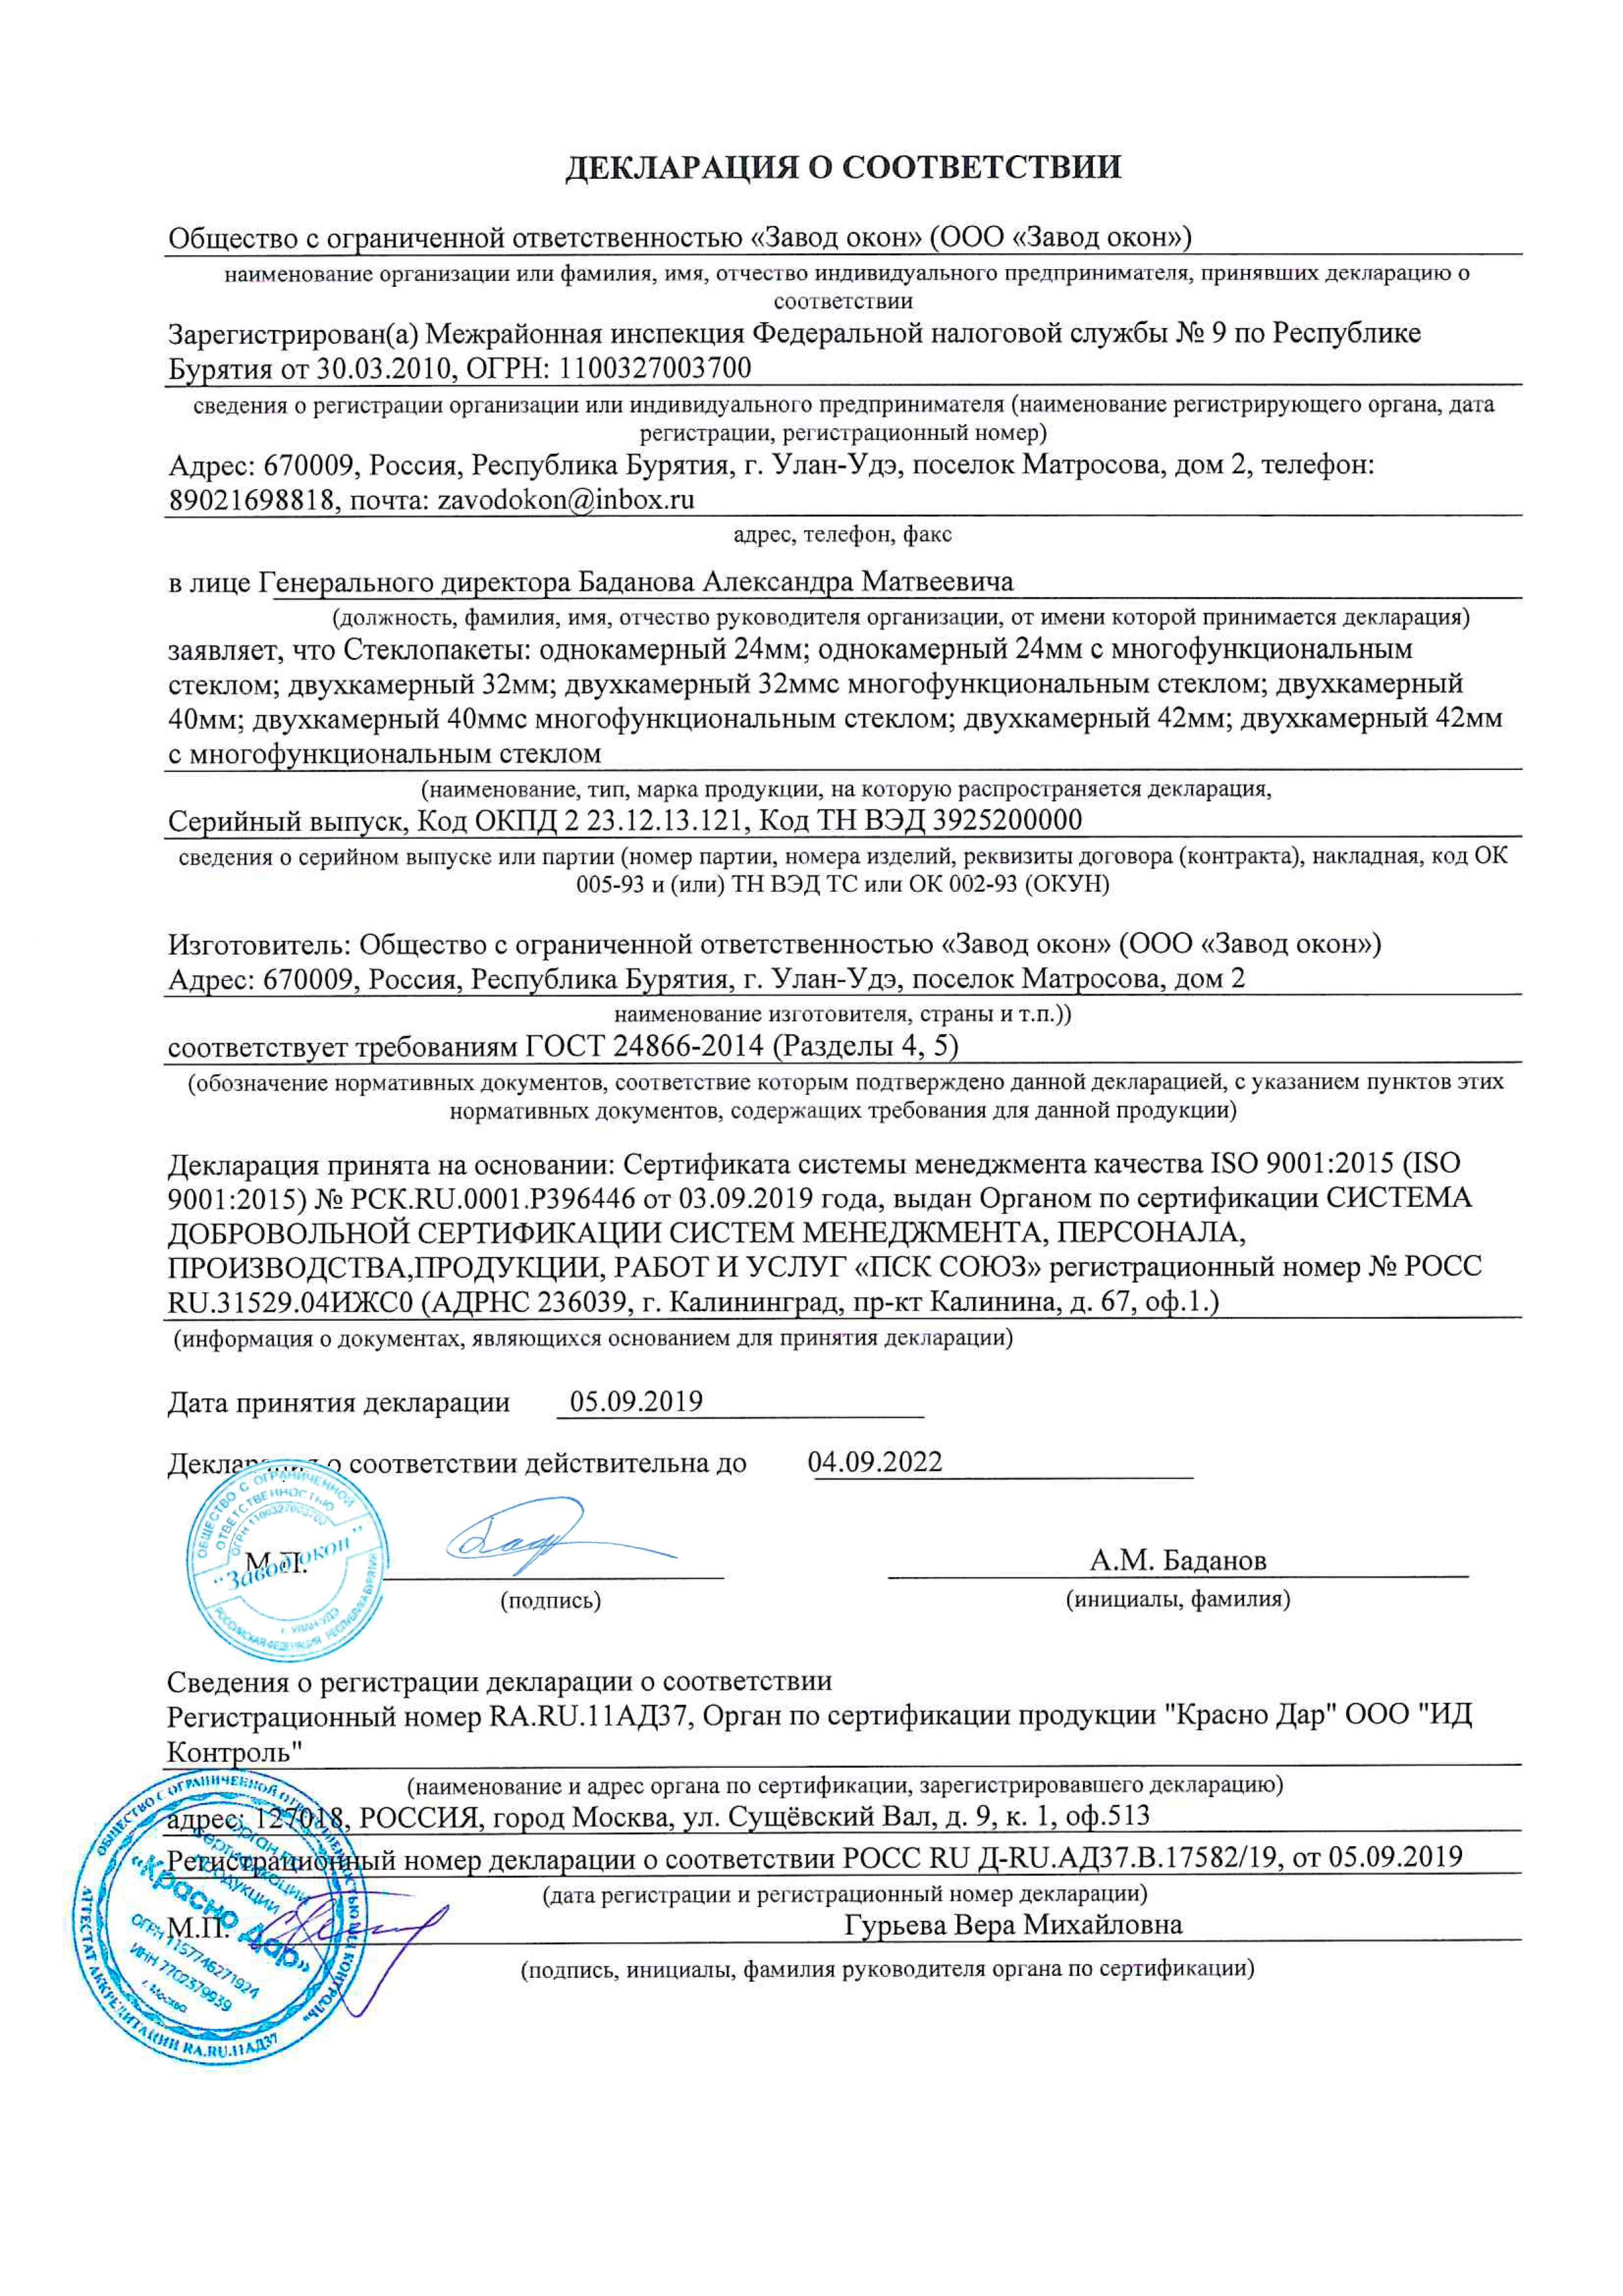 ДЕКЛАРАЦИЯ О СООТВЕТСТВИИ
Общество с ограниченной ответственностью «Завод окон» (ООО «Завод окон»)
наименование организации или фамилия, имя, отчество индивидуального предпринимателя, принявших декларацию о
соответствии
Зарегистрирован(а) Межрайонная инспекция Федеральной налоговой службы № 9 по Республике
Бурятия от 30.03.2010, ОГРН: 1100327003700
сведения о регистрации организации или индивидуального предпринимателя (наименование регистрирующего органа, дата
регистрации, регистрационный номер)
Адрес: 670009, Россия, Республика Бурятия, г. Улан-Удэ, поселок Матросова, дом 2, телефон:
89021698818, почта: zavodokon@inbox.ru
адрес, телефон, факс
в лице Генерального директора Баданова Александра Матвеевича
(должность, фамилия, имя, отчество руководителя организации, от имени которой принимается декларация)
заявляет, что Стеклопакеты: однокамерный 24мм; однокамерный 24мм с многофункциональным
стеклом; двухкамерный 32мм; двухкамерный 32ммс многофункциональным стеклом; двухкамерный
40мм; двухкамерный 40ммс многофункциональным стеклом; двухкамерный 42мм; двухкамерный 42мм
с многофункциональным стеклом
(наименование, тип, марка продукции, на которую распространяется декларация,
Серийный выпуск, Код ОКПД 2 23.12.13.121, Код ТН ВЭД 3925200000
сведения о серийном выпуске или партии (номер партии, номера изделий, реквизиты договора (контракта), накладная, код ОК
005-93 и (или) ТН ВЭД ТС или ОК 002-93 (ОКУН)
Изготовитель: Общество с ограниченной ответственностью «Завод окон» (ООО «Завод окон»)
Адрес: 670009, Россия, Республика Бурятия, г. Улан-Удэ, поселок Матросова, дом 2
наименование изготовителя, страны и т.п.))
соответствует требованиям ГОСТ 24866-2014 (Разделы 4, 5)
(обозначение нормативных документов, соответствие которым подтверждено данной декларацией, с указанием пунктов этих
нормативных документов, содержащих требования для данной продукции)
Декларация принята на основании: Сертификата системы менеджмента качества ISO 9001:2015 (ISO
9001:2015) № РСК.RU.0001.Р396446 от 03.09.2019 года, выдан Органом по сертификации СИСТЕМА
ДОБРОВОЛЬНОЙ СЕРТИФИКАЦИИ СИСТЕМ МЕНЕДЖМЕНТА, ПЕРСОНАЛА,
ПРОИЗВОДСТВА,ПРОДУКЦИИ, РАБОТ И УСЛУГ «ПСК СОЮЗ» регистрационный номер № РОСС
RU.31529.04ИЖС0 (АДРНС 236039, г. Калининград, пр-кт Калинина, д. 67, оф.1.)
(информация о документах, являющихся основанием для принятия декларации)
Дата принятия декларации 05.09.2019
Декларация о соответствии действительна до 04.09.2022
ОБЩЕСТВО С ОГРАНИЧЕННОЙ
ОТВЕТСТВЕННОСТЬЮ
ОГРН 1100327003700
"Завод окон"
г. УЛАН-УДЭ
РОССИЙСКАЯ ФЕДЕРАЦИЯ РЕСПУБЛИКА БУРЯТИЯ
М.П. А.М. Баданов
(подпись) (инициалы, фамилия)
Сведения о регистрации декларации о соответствии
Регистрационный номер RA.RU.11АД37, Орган по сертификации продукции "Красно Дар" ООО "ИД
Контроль"
(наименование и адрес органа по сертификации, зарегистрировавшего декларацию)
адрес: 127018, РОССИЯ, город Москва, ул. Сущёвский Вал, д. 9, к. 1, оф.513
Регистрационный номер декларации о соответствии РОСС RU Д-RU.АД37.В.17582/19, от 05.09.2019
(дата регистрации и регистрационный номер декларации)
М.П. Гурьева Вера Михайловна
(подпись, инициалы, фамилия руководителя органа по сертификации)
ОБЩЕСТВО С ОГРАНИЧЕННОЙ ОТВЕТСТВЕННОСТЬЮ «ИД КОНТРОЛЬ»
Орган по
сертификации
продукции
«Красно Дар»
ОГРН 1157746271924
ИНН 7702379939
г. Москва
АТТЕСТАТ АККРЕДИТАЦИИ RA.RU.11АД37